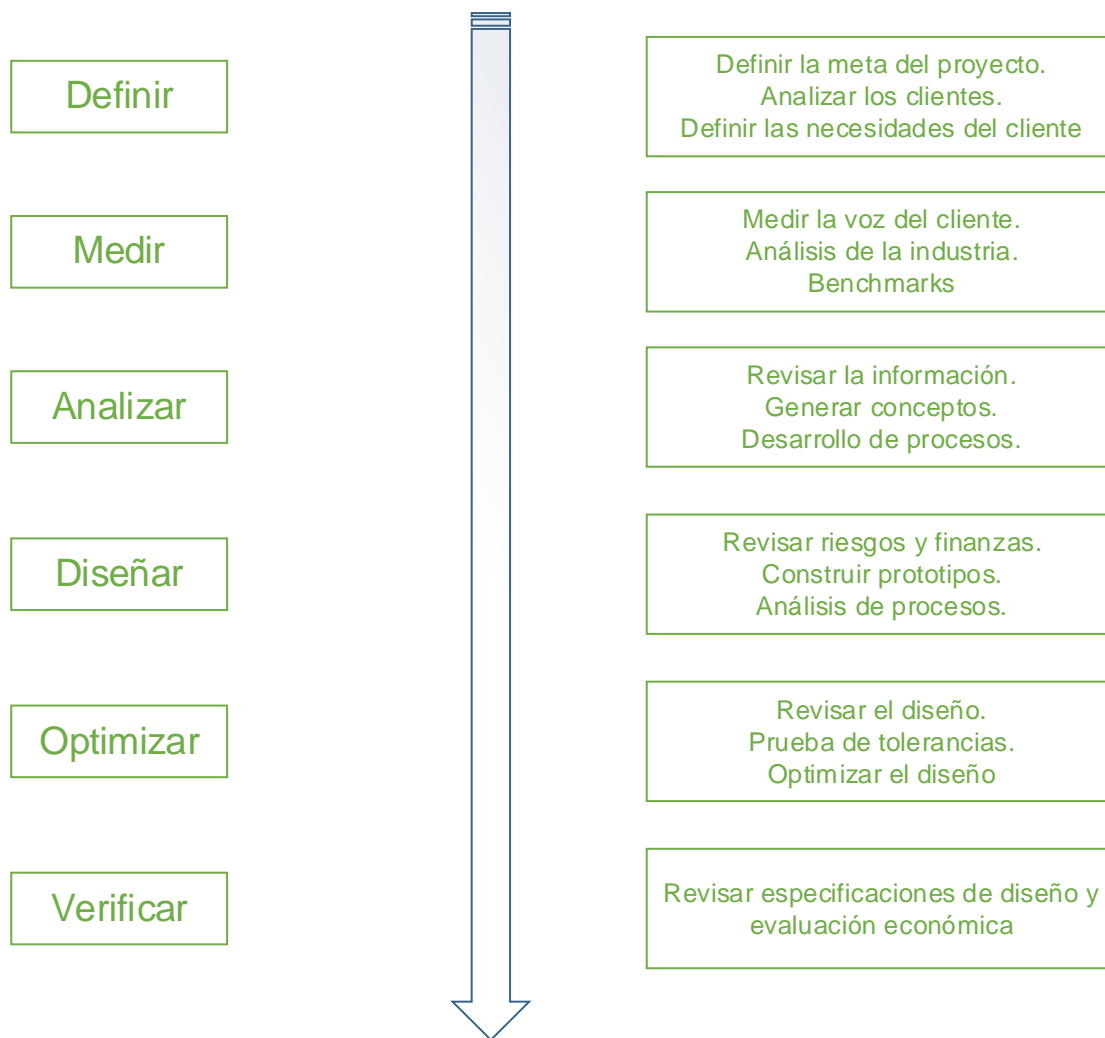 Definir
Definir la meta del proyecto.
Analizar los clientes.
Definir las necesidades del cliente
Medir
Medir la voz del cliente.
Análisis de la industria.
Benchmarks
Analizar
Revisar la información.
Generar conceptos.
Desarrollo de procesos.
Diseñar
Revisar riesgos y finanzas.
Construir prototipos.
Análisis de procesos.
Optimizar
Revisar el diseño.
Prueba de tolerancias.
Optimizar el diseño
Verificar
Revisar especificaciones de diseño y
evaluación económica